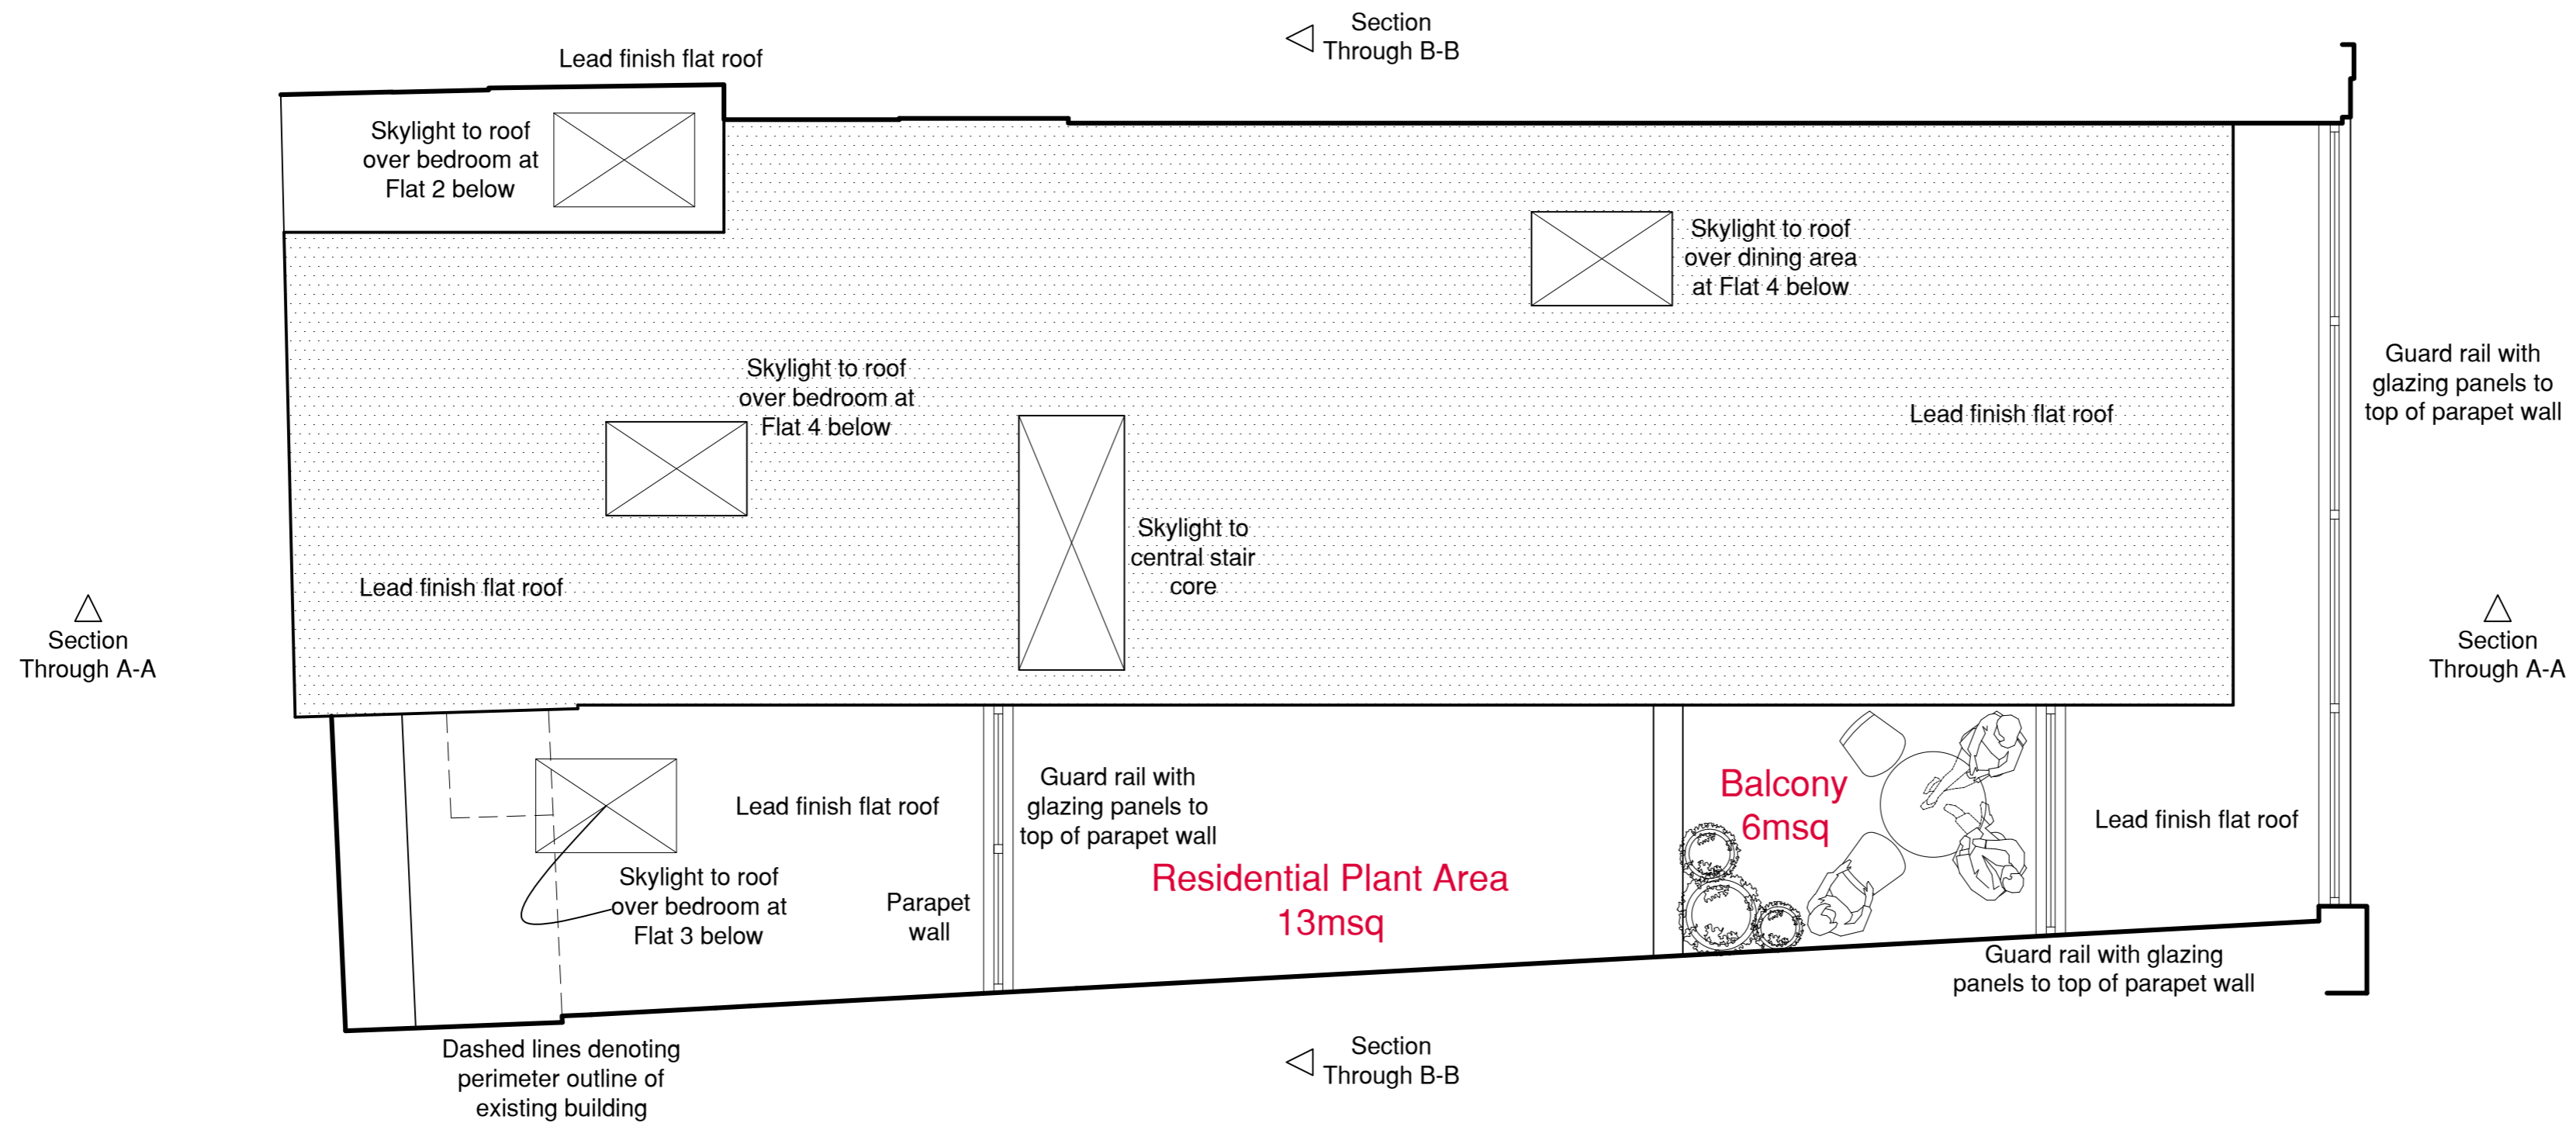 Section
Through B-B
Lead finish flat roof
Skylight to roof
over bedroom at
Flat 2 below
Skylight to roof
over dining area
at Flat 4 below
Guard rail with
glazing panels to
top of parapet wall
Skylight to roof
over bedroom at
Flat 4 below
Lead finish flat roof
Skylight to
central stair
core
Lead finish flat roof
Section
Through A-A
Section
Through A-A
Guard rail with
glazing panels to
top of parapet wall
Balcony
6msq
Lead finish flat roof
Lead finish flat roof
Residential Plant Area
13msq
Skylight to roof
over bedroom at
Flat 3 below
Parapet
wall
Guard rail with glazing
panels to top of parapet wall
Dashed lines denoting
perimeter outline of
existing building
Section
Through B-B